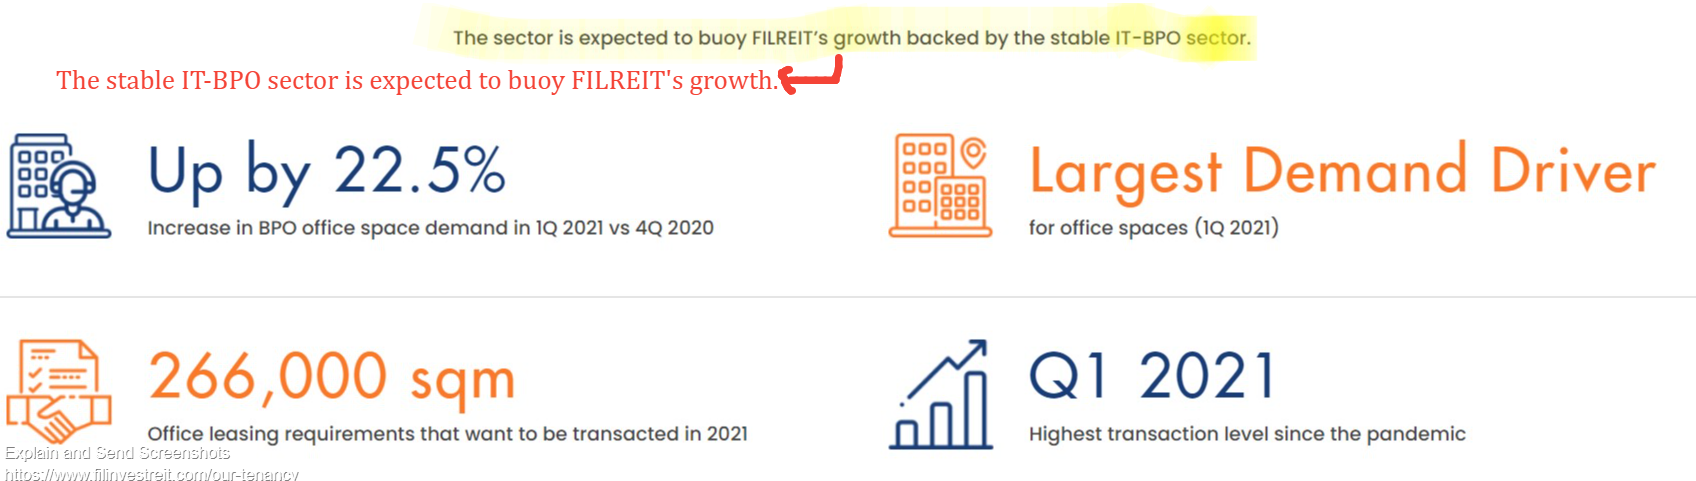 The sector is expected to buoy FILREIT’s growth backed by the stable IT-BPO sector.
The stable IT-BPO sector is expected to buoy FILREIT's growth.
Up by 22.5%
Increase in BPO office space demand in 1Q 2021 vs 4Q 2020
Largest Demand Driver
for office spaces (1Q 2021)
266,000 sqm
Office leasing requirements that want to be transacted in 2021
Q1 2021
Highest transaction level since the pandemic
Explain and Send Screenshots
https://www.filinvestreit.com/our-tenancy